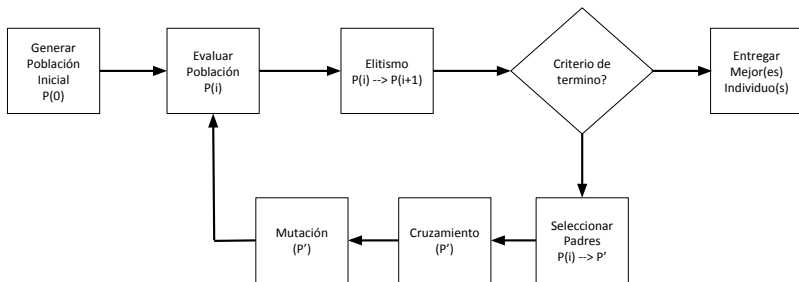 Generar
Población
Inicial
P(0)
Evaluar
Población
P(i)
Elitismo
P(i) --> P(i+1)
Criterio de
termino?
Entregar
Mejor(es)
Individuo(s)
Mutación
(P’)
Cruzamiento
(P’)
Seleccionar
Padres
P(i) --> P’